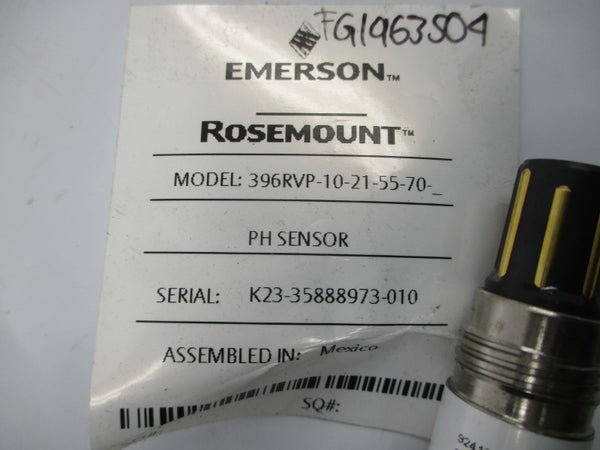 FG1963504
EMERSON™
ROSEMOUNT™
MODEL: 396RVP-10-21-55-70-_
PH SENSOR
SERIAL: K23-35888973-010
ASSEMBLED IN: Mexico
SQ#: